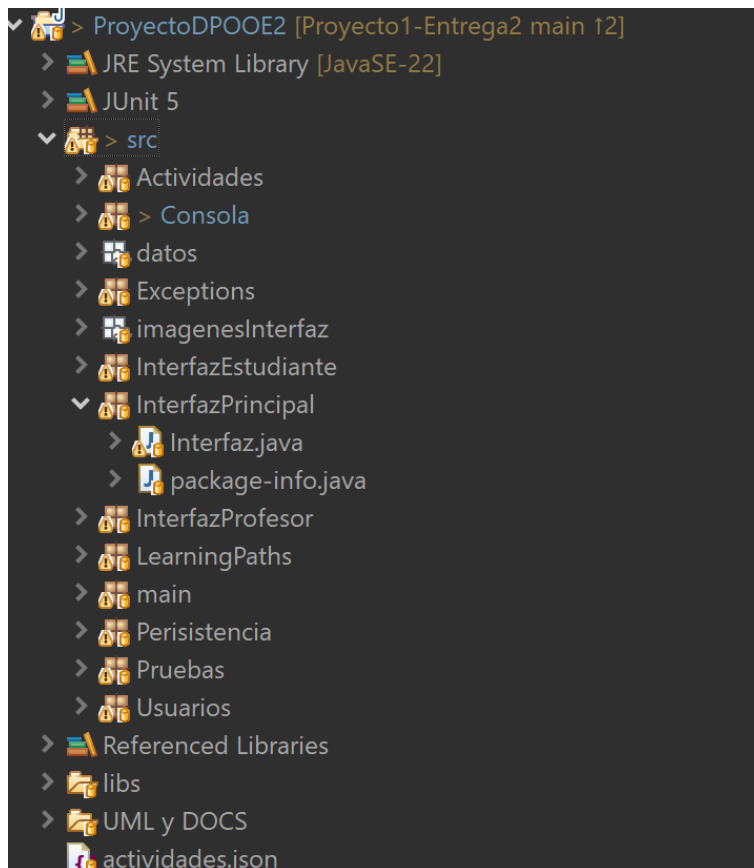 > ProyectoDPOOE2 [Proyecto1-Entrega2 main ↑2]
JRE System Library [JavaSE-22]
JUnit 5
> src
Actividades
> Consola
datos
Exceptions
imagenesInterfaz
InterfazEstudiante
InterfazPrincipal
Interfaz.java
package-info.java
InterfazProfesor
LearningPaths
main
Perisistencia
Pruebas
Usuarios
Referenced Libraries
libs
UML y DOCS
actividades.json